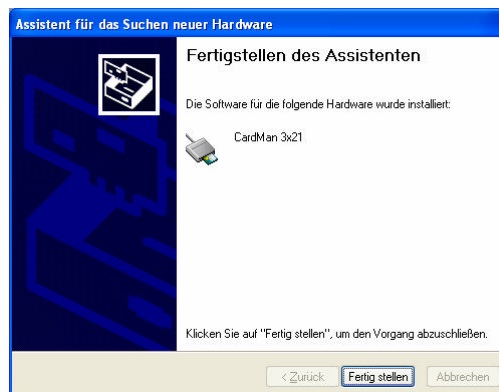 Assistent für das Suchen neuer Hardware
Fertigstellen des Assistenten
Die Software für die folgende Hardware wurde installiert:
CardMan 3x21
Klicken Sie auf "Fertig stellen", um den Vorgang abzuschließen.
< Zurück Fertig stellen Abbrechen